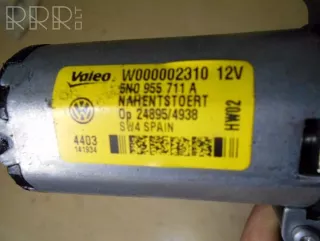 RRR.LT
Valeo W000002310 12V
6N0 955 711 A
NAHENTSTOERT
Op 24895/4938
SW4 SPAIN
HW02
4403
141934